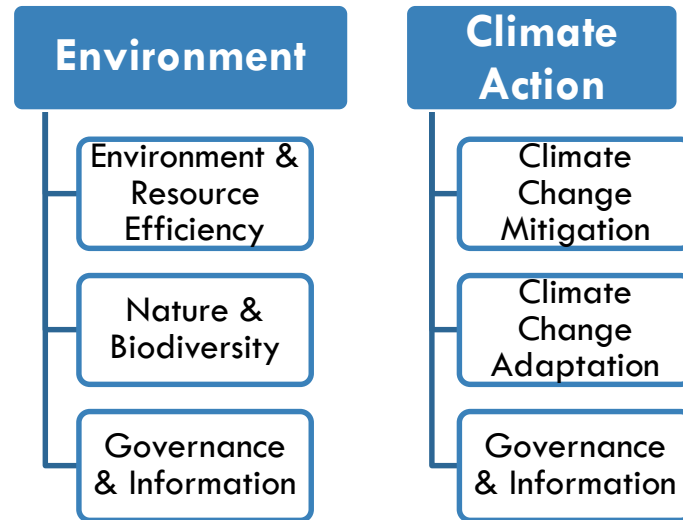 Environment
Environment &
Resource
Efficiency
Nature &
Biodiversity
Governance
& Information
Climate
Action
Climate
Change
Mitigation
Climate
Change
Adaptation
Governance
& Information